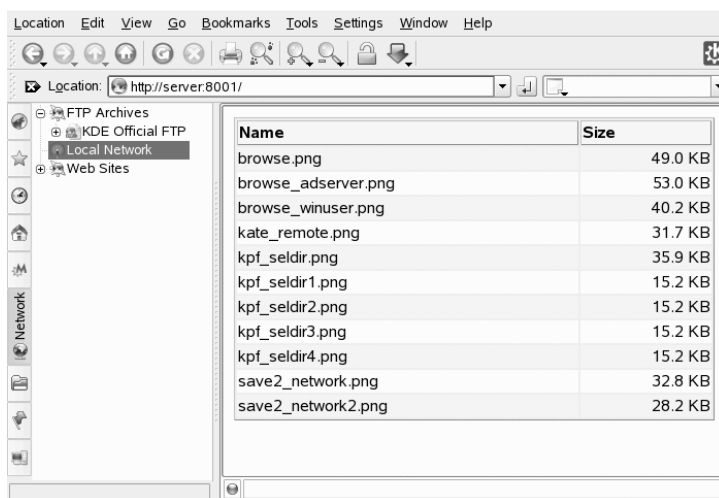 Location Edit View Go Bookmarks Tools Settings Window Help
Location: http://server:8001/
FTP Archives
KDE Official FTP
Local Network
Web Sites
Network
Name Size
browse.png 49.0 KB
browse_adserver.png 53.0 KB
browse_winuser.png 40.2 KB
kate_remote.png 31.7 KB
kpf_seldir.png 35.9 KB
kpf_seldir1.png 15.2 KB
kpf_seldir2.png 15.2 KB
kpf_seldir3.png 15.2 KB
kpf_seldir4.png 15.2 KB
save2_network.png 32.8 KB
save2_network2.png 28.2 KB